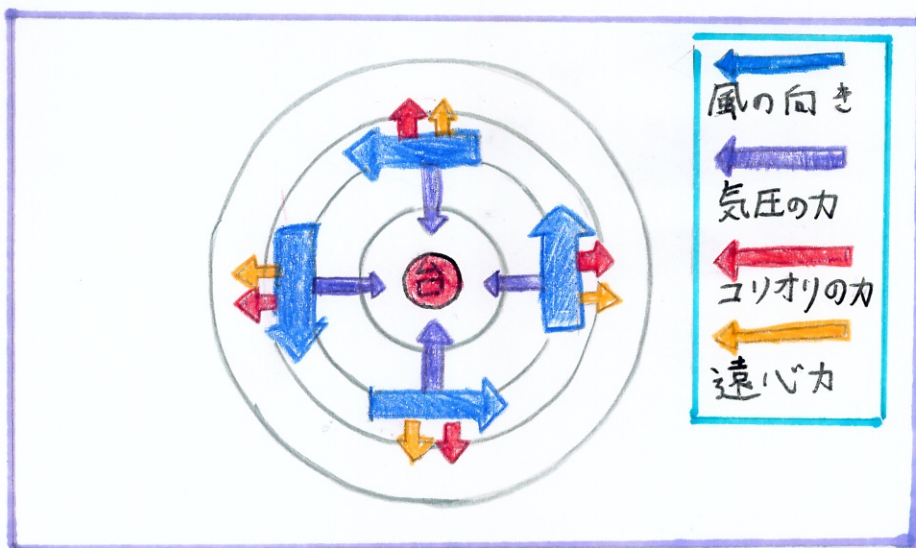 台
風の向き
気圧の力
コリオリの力
遠心力